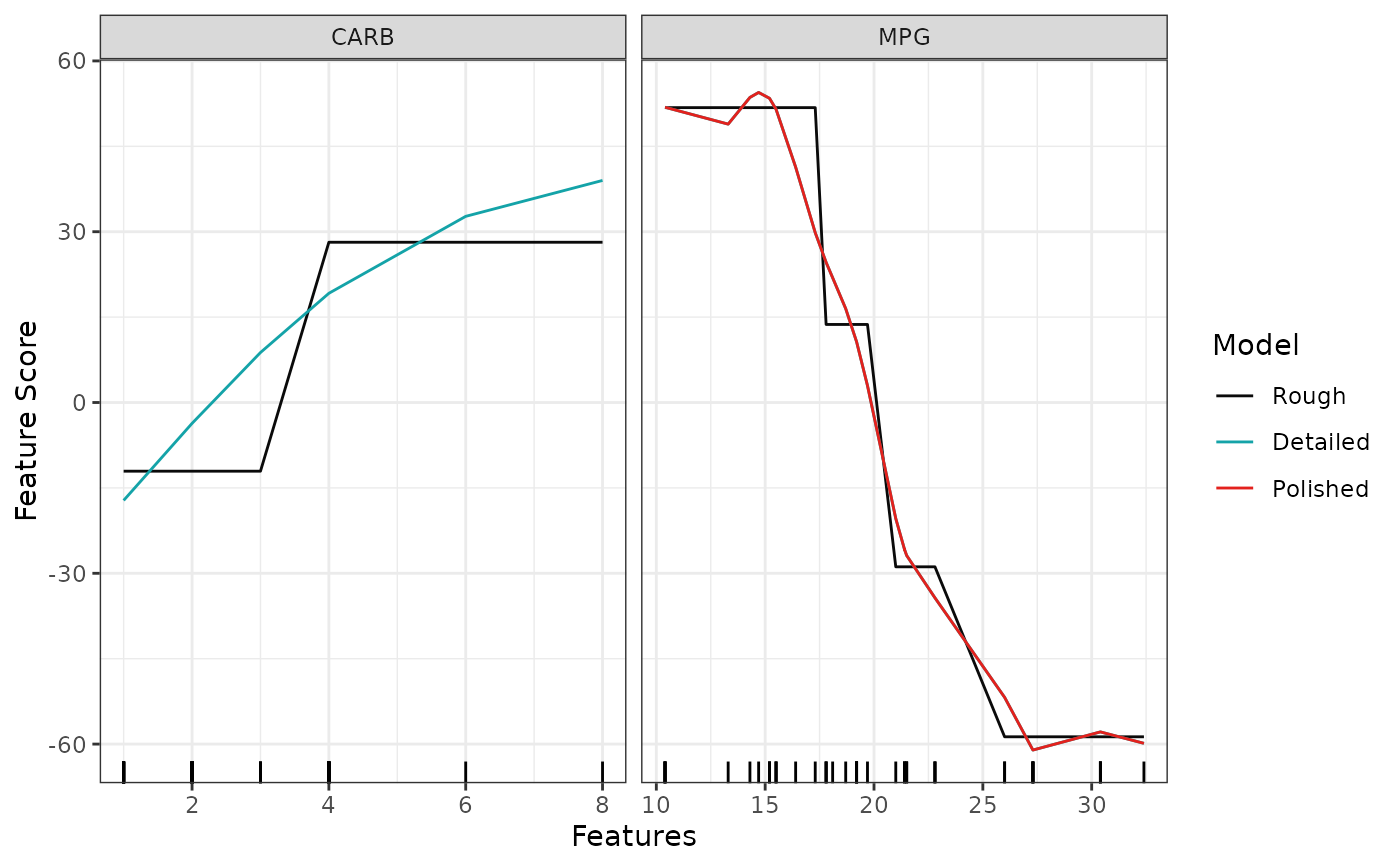 CARB
MPG
60
30
0
-30
-60
Feature Score
2 4 6 8
10 15 20 25 30
Features
Model
Rough
Detailed
Polished